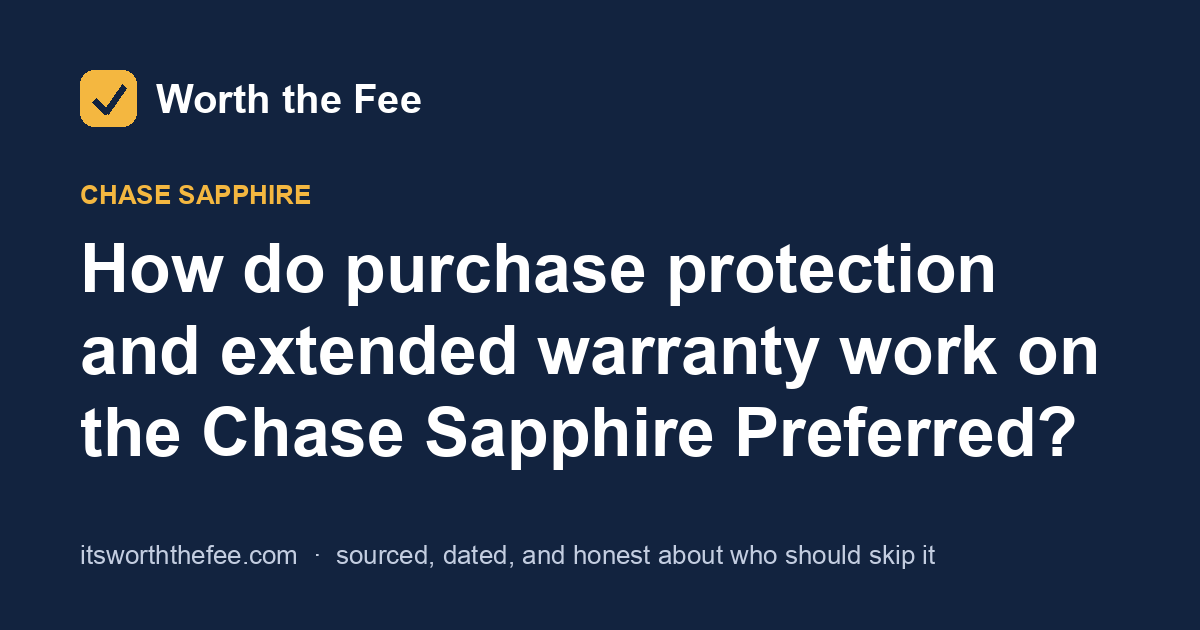 Worth the Fee
CHASE SAPPHIRE
How do purchase protection
and extended warranty work on
the Chase Sapphire Preferred?
itsworththefee.com · sourced, dated, and honest about who should skip it